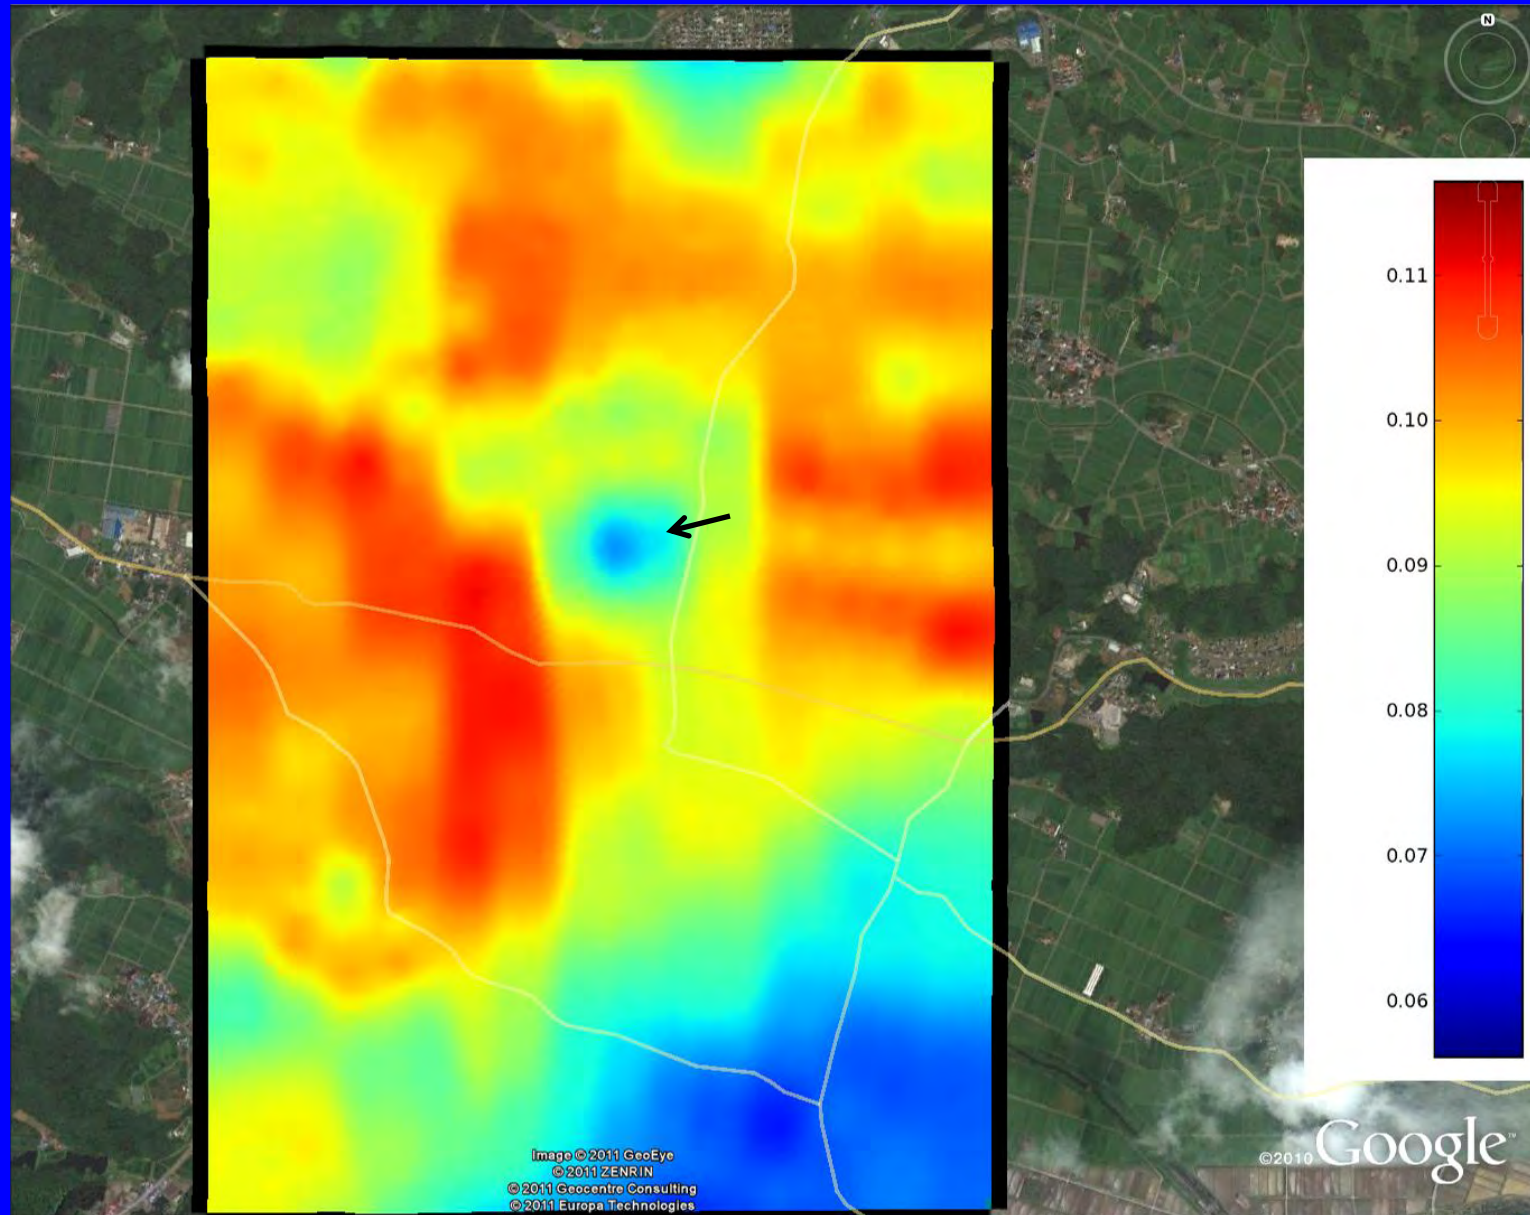 N
0.11
0.10
0.09
0.08
0.07
0.06
Image © 2011 GeoEye
© 2011 ZENRIN
© 2011 Geocentre Consulting
© 2011 Europa Technologies
©2010 Google™